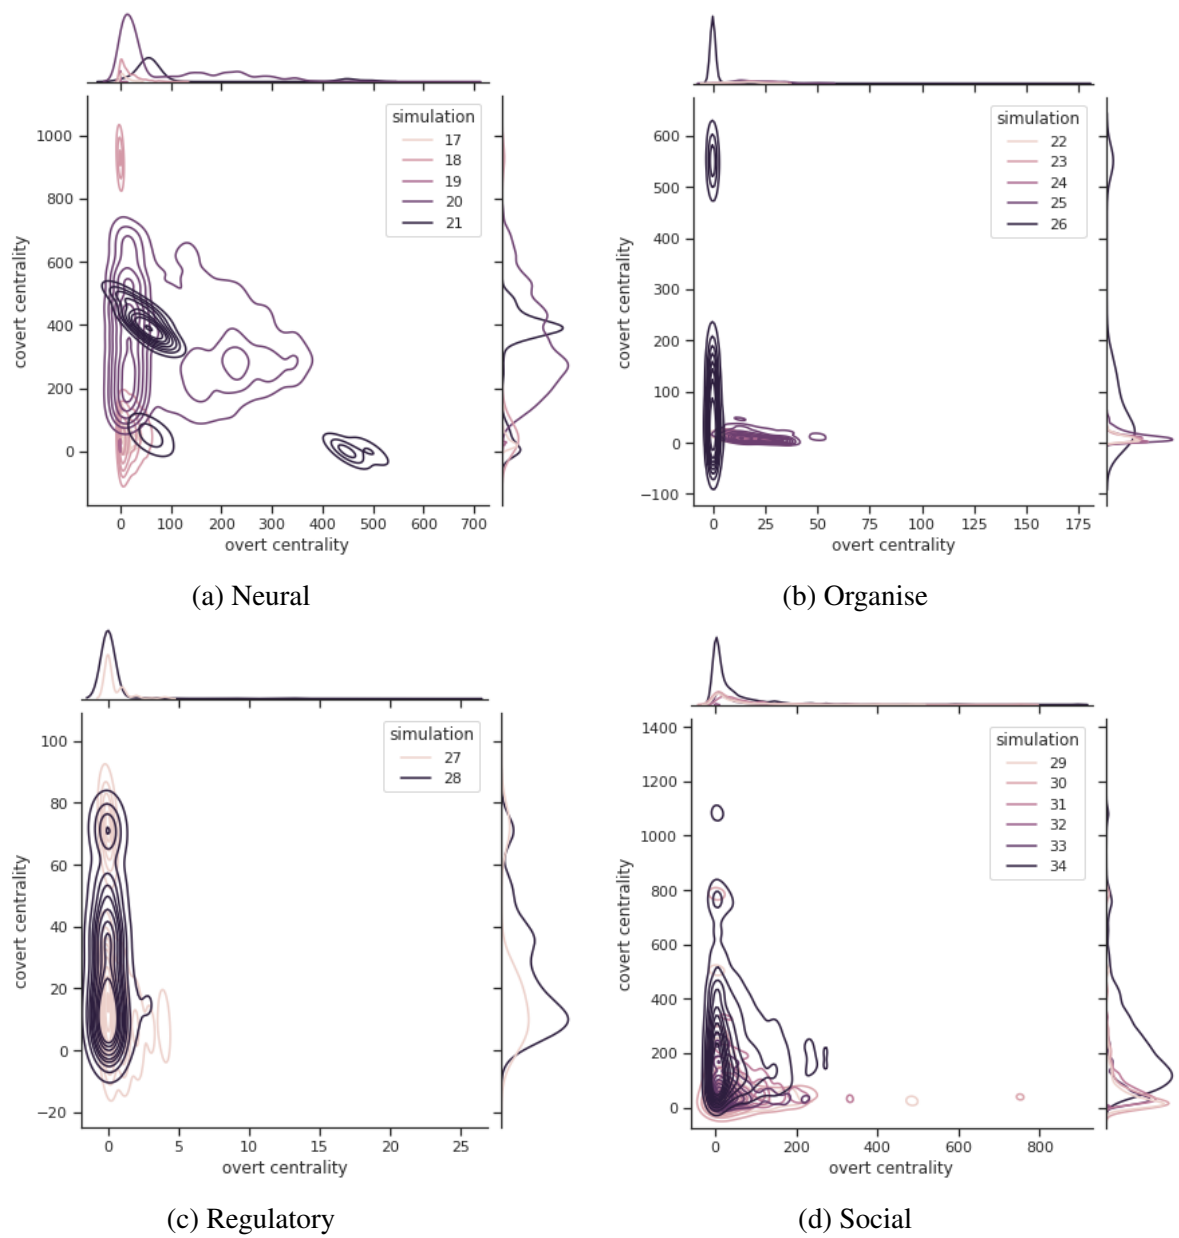 simulation
17
18
19
20
21
1000
800
600
400
200
0
covert centrality
0 100 200 300 400 500 600 700
overt centrality
(a) Neural
simulation
22
23
24
25
26
600
500
400
300
200
100
0
−100
covert centrality
0 25 50 75 100 125 150 175
overt centrality
(b) Organise
simulation
27
28
100
80
60
40
20
0
−20
covert centrality
0 5 10 15 20 25
overt centrality
(c) Regulatory
simulation
29
30
31
32
33
34
1400
1200
1000
800
600
400
200
0
covert centrality
0 200 400 600 800
overt centrality
(d) Social